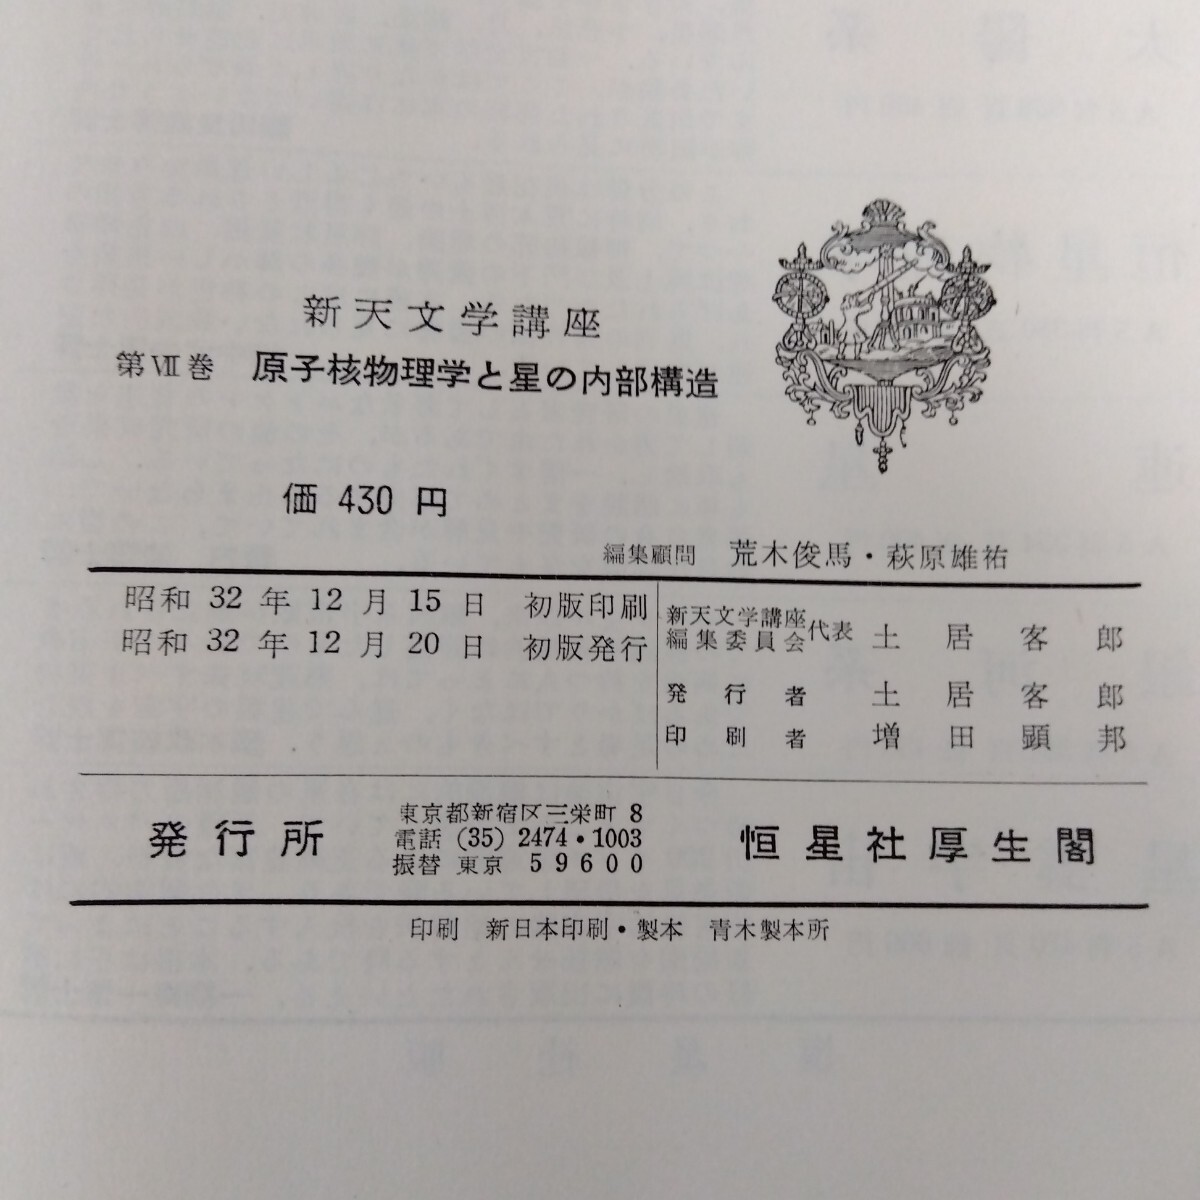 新天文学講座
第Ⅶ巻 原子核物理学と星の内部構造
価 430 円
編集顧問 荒木俊馬・萩原雄祐
昭和 32 年 12 月 15 日 初版印刷
昭和 32 年 12 月 20 日 初版発行
新天文学講座
編集委員会 代表 土居客郎
発行者 土居客郎
印刷者 増田顕邦
発行所
東京都新宿区三栄町 8
電話 (35) 2474・1003
振替 東京 59600
恒星社厚生閣
印刷 新日本印刷・製本 青木製本所